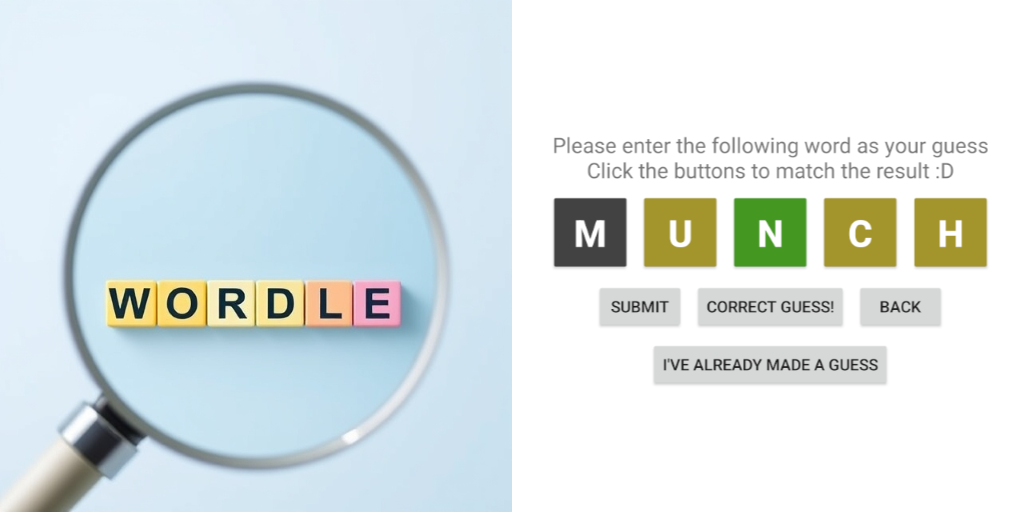 WORDLE
Please enter the following word as your guess
Click the buttons to match the result :D
M U N C H
SUBMIT CORRECT GUESS! BACK
I'VE ALREADY MADE A GUESS